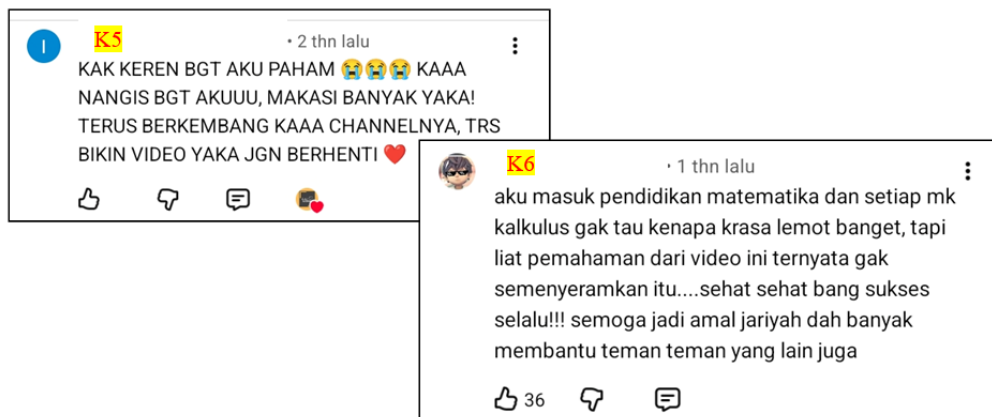 I
K5
• 2 thn lalu
KAK KEREN BGT AKU PAHAM 😭😭😭 KAAA
NANGIS BGT AKUUU, MAKASI BANYAK YAKA!
TERUS BERKEMBANG KAAA CHANNELNYA, TRS
BIKIN VIDEO YAKA JGN BERHENTI ❤️
K6
• 1 thn lalu
aku masuk pendidikan matematika dan setiap mk
kalkulus gak tau kenapa krasa lemot banget, tapi
liat pemahaman dari video ini ternyata gak
semenyeramkan itu....sehat sehat bang sukses
selalu!!! semoga jadi amal jariyah dah banyak
membantu teman teman yang lain juga
36